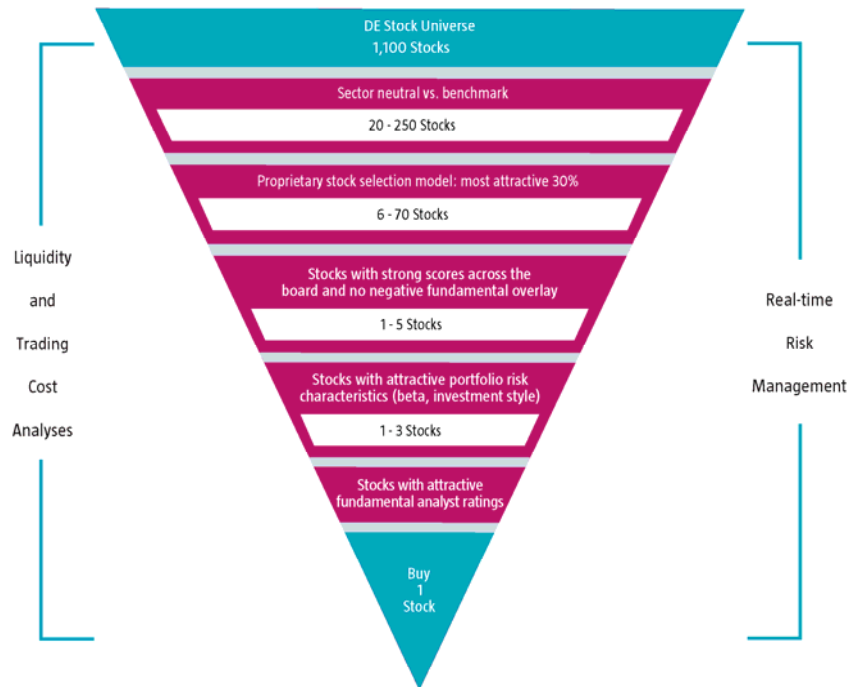 DE Stock Universe
1,100 Stocks
Sector neutral vs. benchmark
20 - 250 Stocks
Proprietary stock selection model: most attractive 30%
6 - 70 Stocks
Stocks with strong scores across the
board and no negative fundamental overlay
1 - 5 Stocks
Stocks with attractive portfolio risk
characteristics (beta, investment style)
1 - 3 Stocks
Stocks with attractive
fundamental analyst ratings
Buy
1
Stock
Liquidity
and
Trading
Cost
Analyses
Real-time
Risk
Management